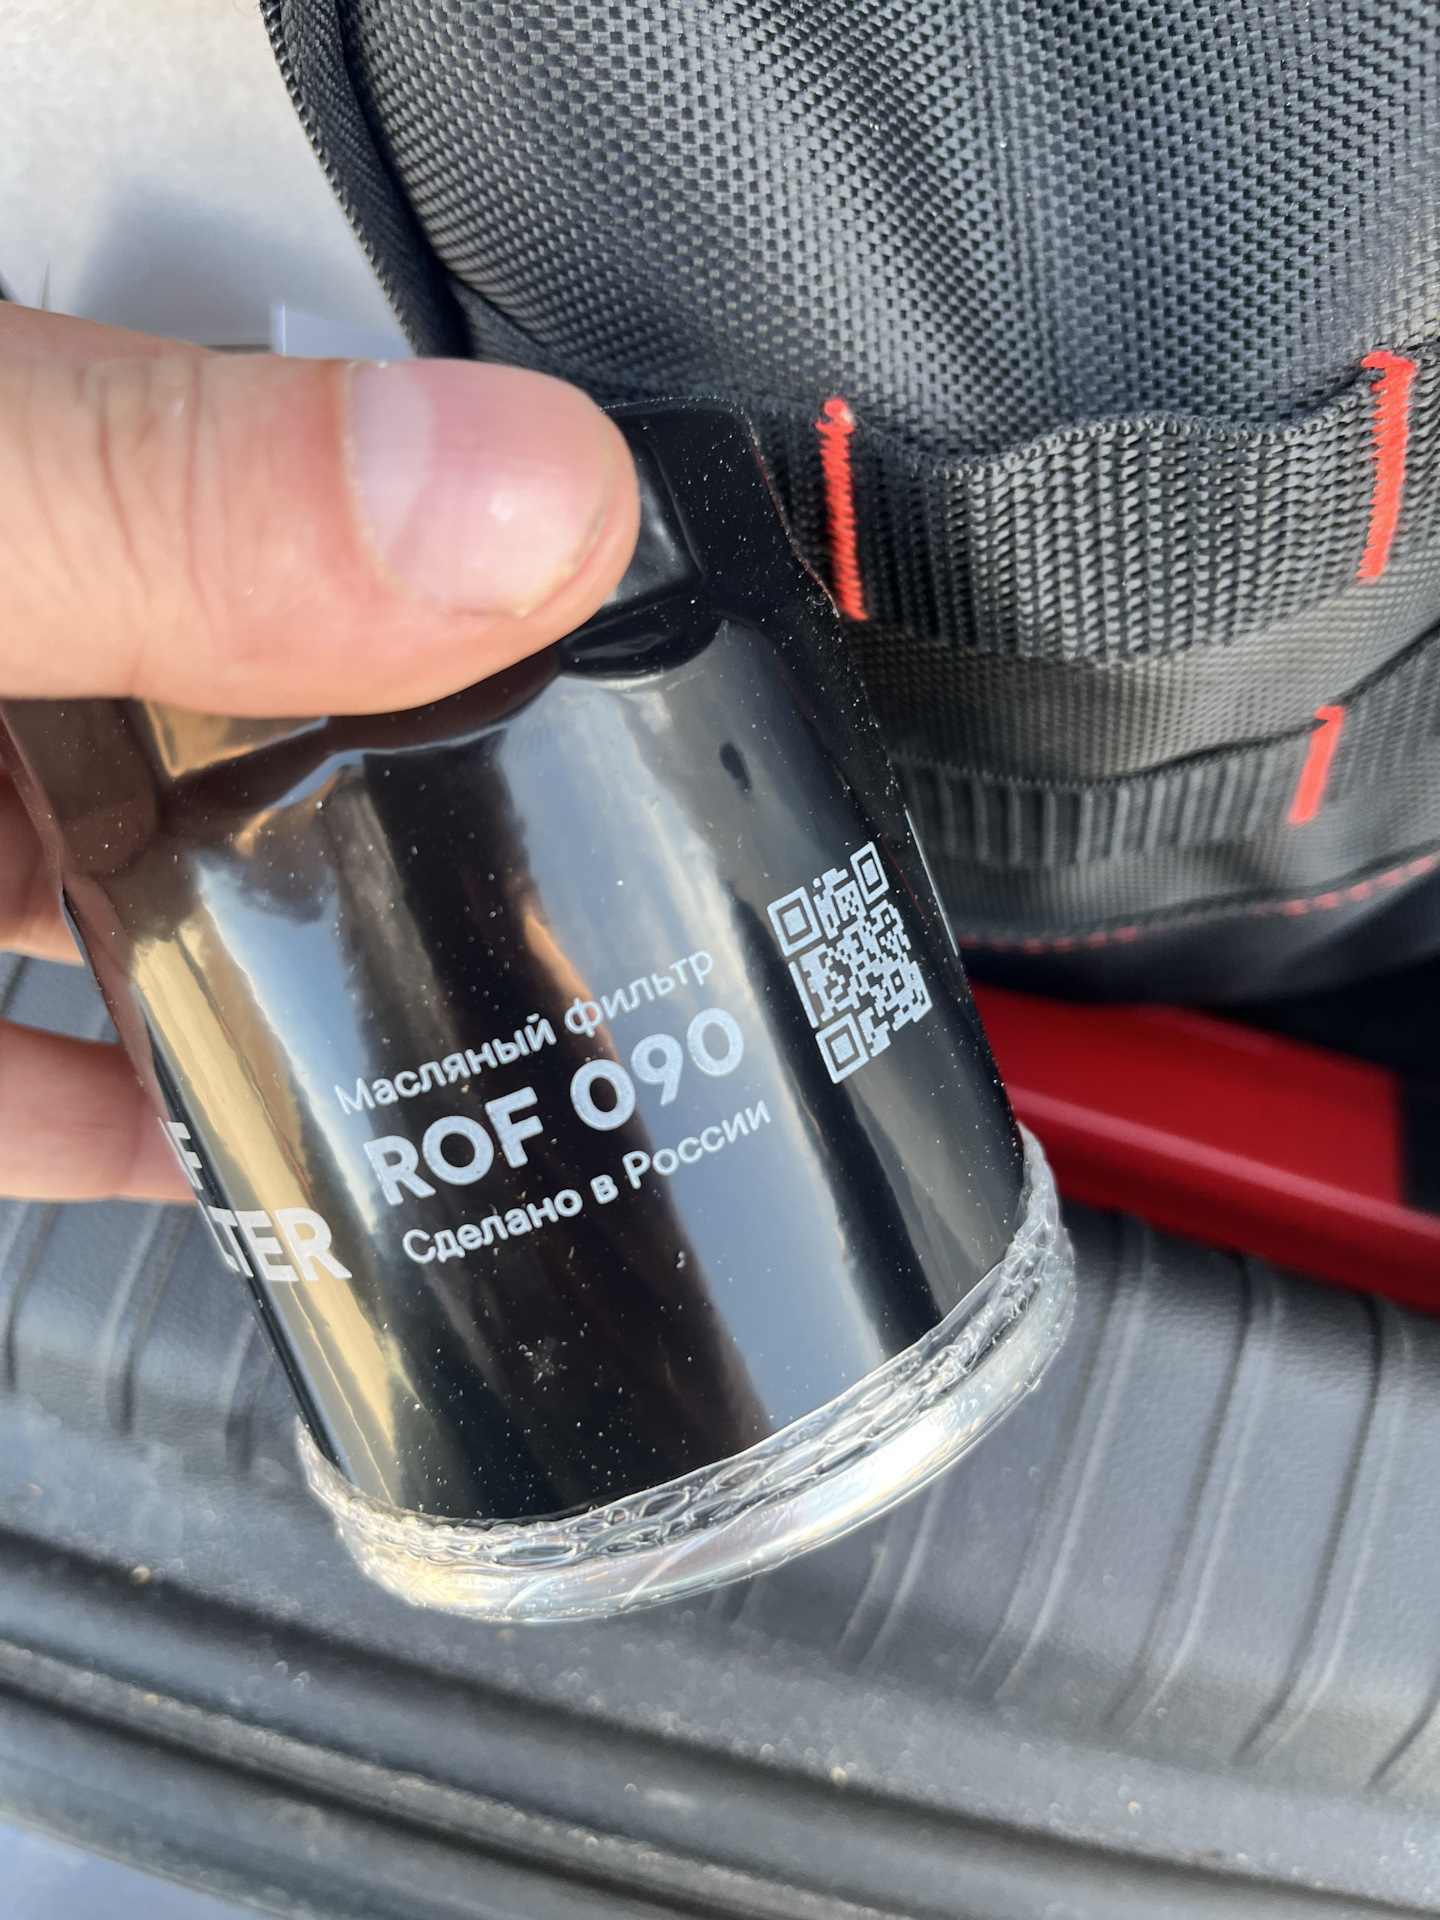 Масляный фильтр
ROF 090
Сделано в России